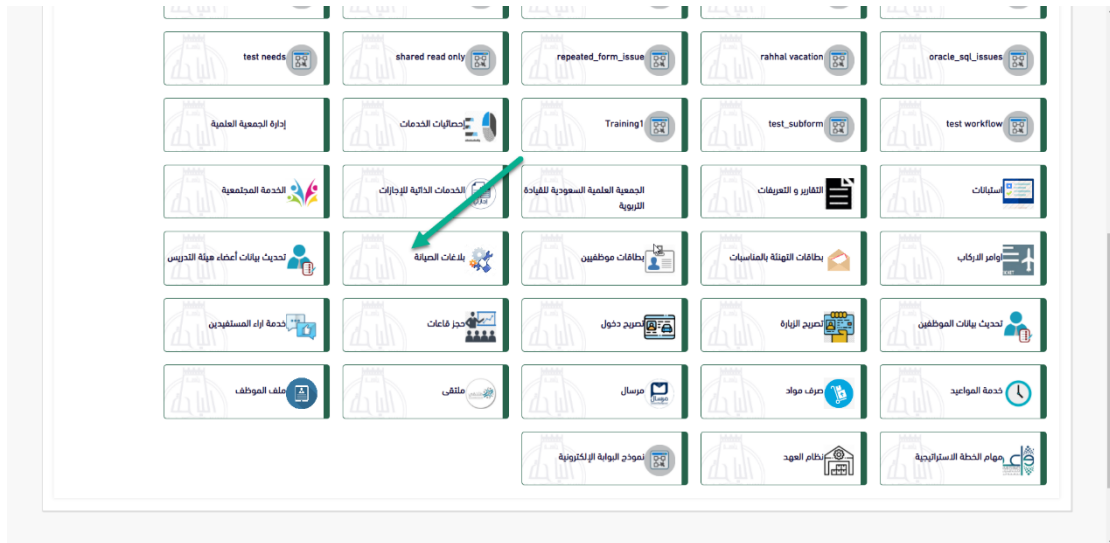 oracle_sql_issues
rahhal vacation
repeated_form_issue
shared read only
test needs
test workflow
test_subform
Training1
إحصائيات الخدمات
إدارة الجمعية العلمية
استبانات
التقارير و التعريفات
الجمعية العلمية السعودية للقيادة
التربوية
الخدمات الذاتية للإجازات
الخدمة المجتمعية
اوامر الاركاب
بطاقات التهنئة بالمناسبات
بطاقات موظفيين
بلاغات الصيانة
تحديث بيانات أعضاء هيئة التدريس
تحديث بيانات الموظفين
تصريح الزيارة
تصريح دخول
حجز قاعات
خدمة اراء المستفيدين
خدمة المواعيد
صرف مواد
مرسال
ملتقى
ملف الموظف
مهام الخطة الاستراتيجية
نظام العهد
نموذج البوابة الإلكترونية